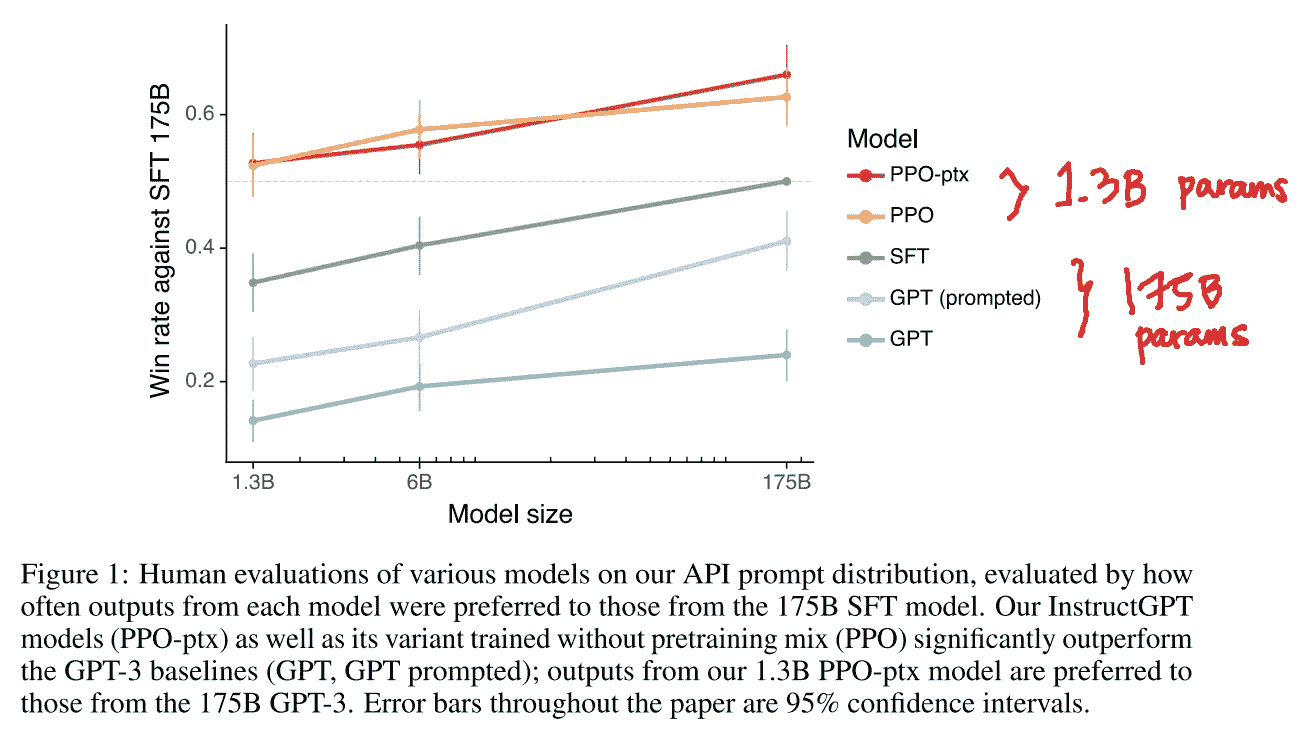 0.6
0.4
0.2
Win rate against SFT 175B
1.3B
6B
175B
Model size
Model
PPO-ptx
PPO
SFT
GPT (prompted)
GPT
1.3B params
175B
params
Figure 1: Human evaluations of various models on our API prompt distribution, evaluated by how
often outputs from each model were preferred to those from the 175B SFT model. Our InstructGPT
models (PPO-ptx) as well as its variant trained without pretraining mix (PPO) significantly outperform
the GPT-3 baselines (GPT, GPT prompted); outputs from our 1.3B PPO-ptx model are preferred to
those from the 175B GPT-3. Error bars throughout the paper are 95% confidence intervals.